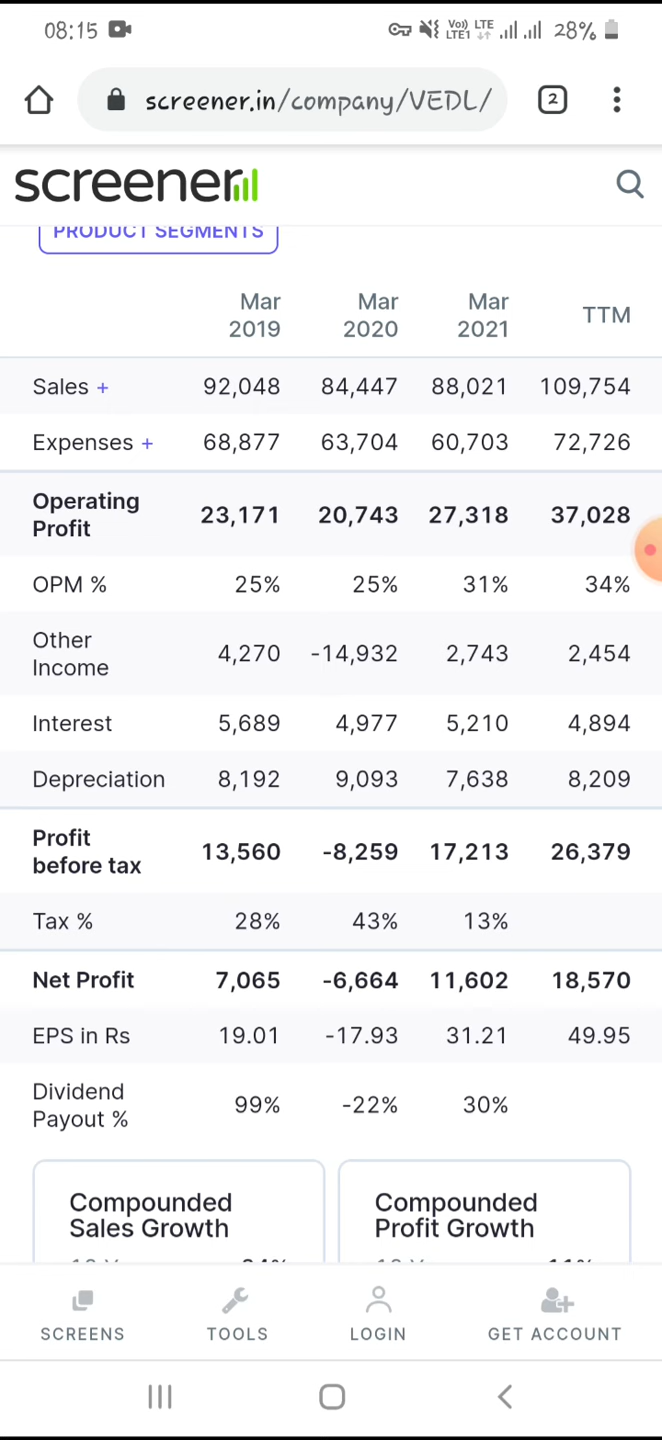 08:15 Vo)) LTE LTE1 28%
screener.in/company/VEDL/ 2
screener
PRODUCT SEGMENTS
Mar 2019 Mar 2020 Mar 2021 TTM
Sales + 92,048 84,447 88,021 109,754
Expenses + 68,877 63,704 60,703 72,726
Operating Profit 23,171 20,743 27,318 37,028
OPM % 25% 25% 31% 34%
Other Income 4,270 -14,932 2,743 2,454
Interest 5,689 4,977 5,210 4,894
Depreciation 8,192 9,093 7,638 8,209
Profit before tax 13,560 -8,259 17,213 26,379
Tax % 28% 43% 13%
Net Profit 7,065 -6,664 11,602 18,570
EPS in Rs 19.01 -17.93 31.21 49.95
Dividend Payout % 99% -22% 30%
Compounded Sales Growth
Compounded Profit Growth
SCREENS TOOLS LOGIN GET ACCOUNT